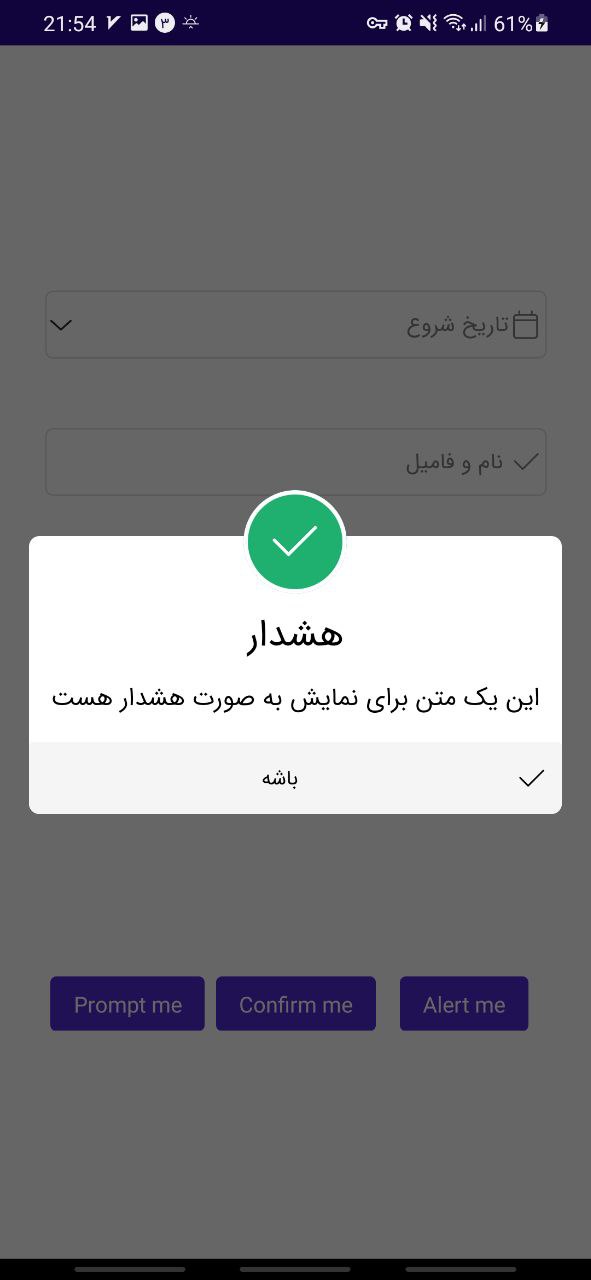 21:54
۳
61%
تاریخ شروع
نام و فامیل
هشدار
این یک متن برای نمایش به صورت هشدار هست
باشه
Prompt me
Confirm me
Alert me